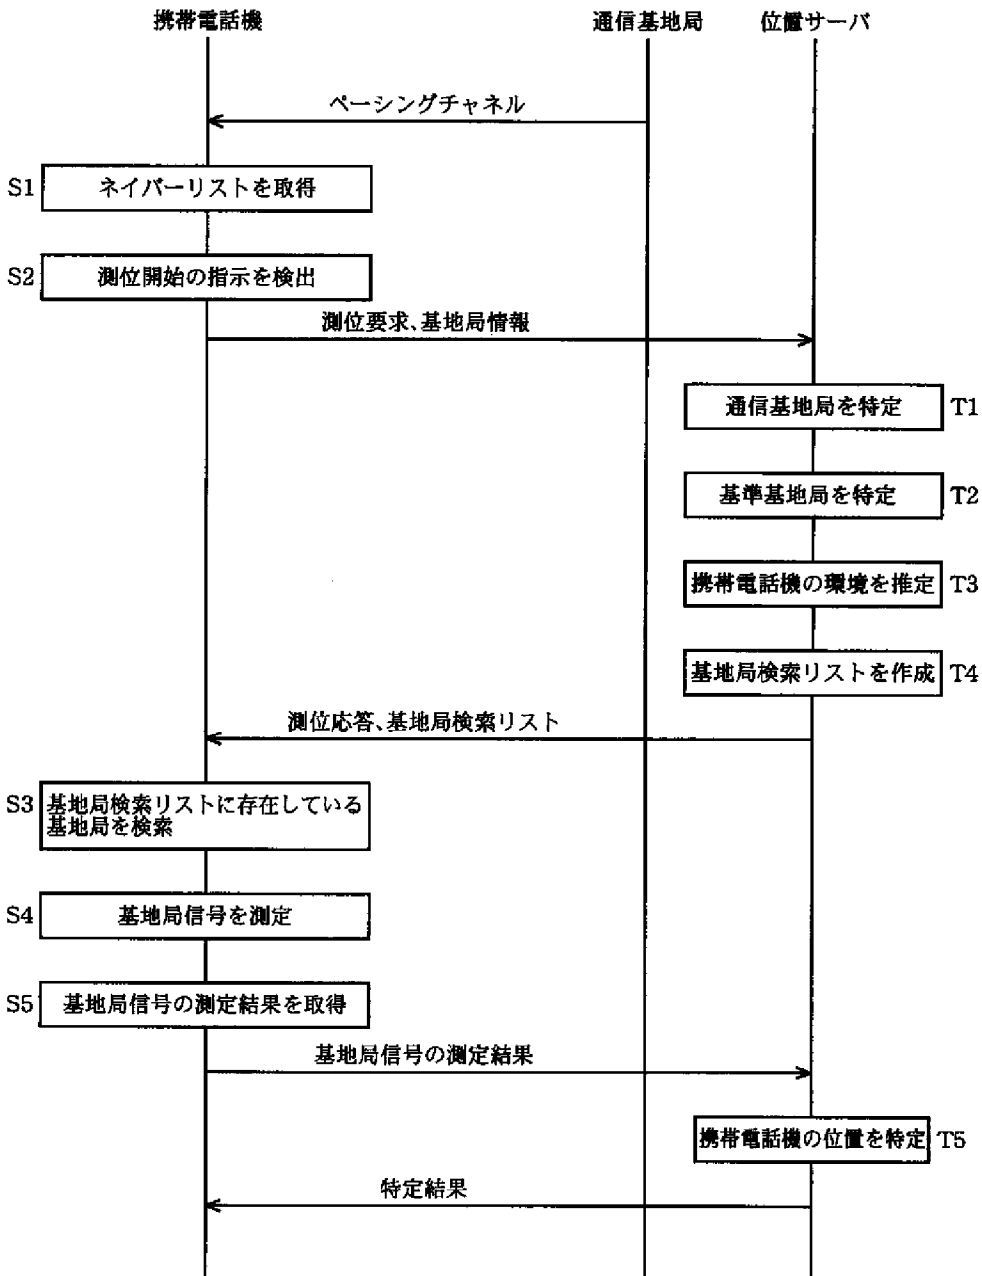 携帯電話機 通信基地局 位置サーバ
ページングチャネル
S1 ネイバーリストを取得
S2 測位開始の指示を検出
測位要求、基地局情報
通信基地局を特定 T1
基準基地局を特定 T2
携帯電話機の環境を推定 T3
基地局検索リストを作成 T4
測位応答、基地局検索リスト
S3 基地局検索リストに存在している
基地局を検索
S4 基地局信号を測定
S5 基地局信号の測定結果を取得
基地局信号の測定結果
携帯電話機の位置を特定 T5
特定結果